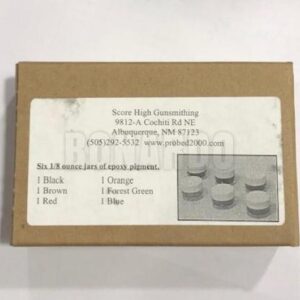 Score High Gunsmithing
9812-A Cochiti Rd NE
Albuquerque, NM 87123
(505)292-5532 www.probed2000.com
Six 1/8 ounce jars of epoxy pigment.
1 Black
1 Brown
1 Red
1 Orange
1 Forest Green
1 Blue